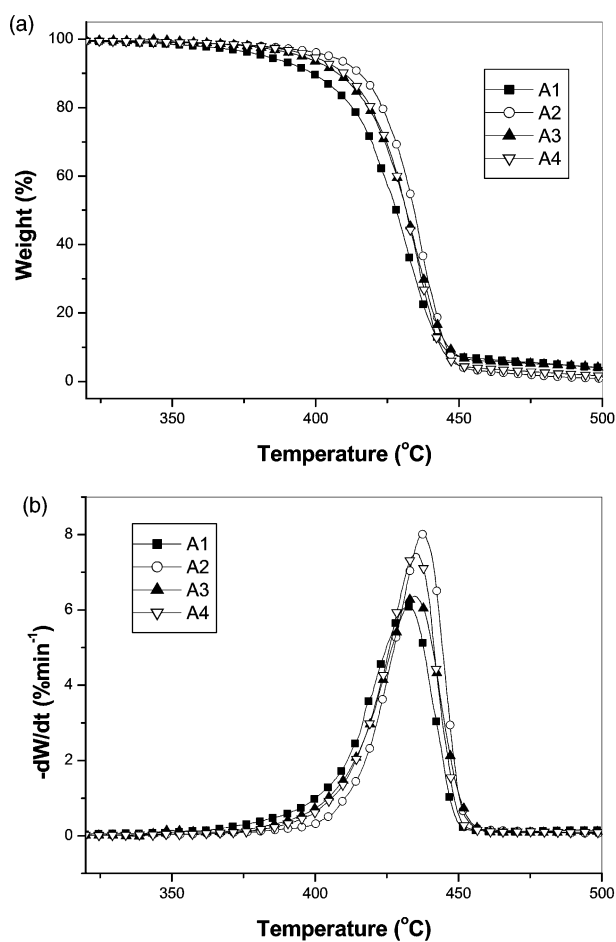 (a)
100
80
60
40
20
0
Weight (%)
A1
A2
A3
A4
350
400
450
500
Temperature (°C)
(b)
8
6
4
2
0
-dW/dt (%min⁻¹)
A1
A2
A3
A4
350
400
450
500
Temperature (°C)